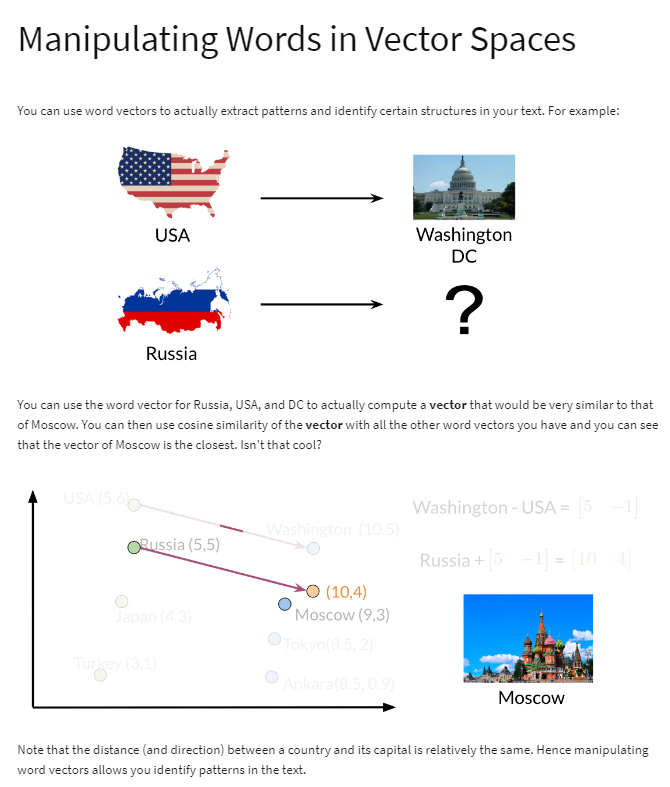 Manipulating Words in Vector Spaces
You can use word vectors to actually extract patterns and identify certain structures in your text. For example:
USA
Washington
DC
?
Russia
You can use the word vector for Russia, USA, and DC to actually compute a vector that would be very similar to that
of Moscow. You can then use cosine similarity of the vector with all the other word vectors you have and you can see
that the vector of Moscow is the closest. Isn't that cool?
USA (5,6)
Washington (10,5)
Russia (5,5)
(10,4)
Moscow (9,3)
Japan (4,3)
Tokyo(8.5, 2)
Turkey (3,1)
Ankara(8.5, 0.9)
Washington - USA = [5 -1]
Russia + [5 -1] = [10 4]
Moscow
Note that the distance (and direction) between a country and its capital is relatively the same. Hence manipulating
word vectors allows you identify patterns in the text.